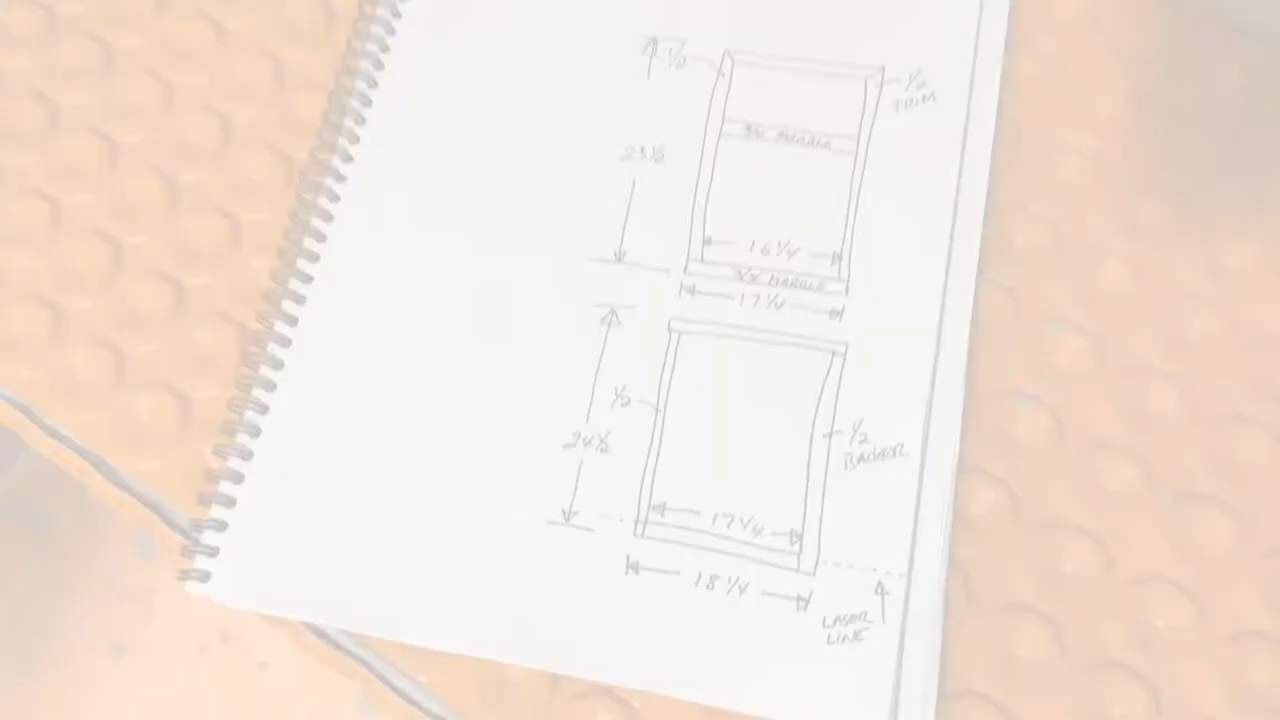 1/2
1/2
TRIM
23 1/2
3/4 MARBLE
16 1/4
3/4 MARBLE
17 1/4
1/2
1/2
BACKER
24 1/2
17 1/4
18 1/4
LASER
LINE